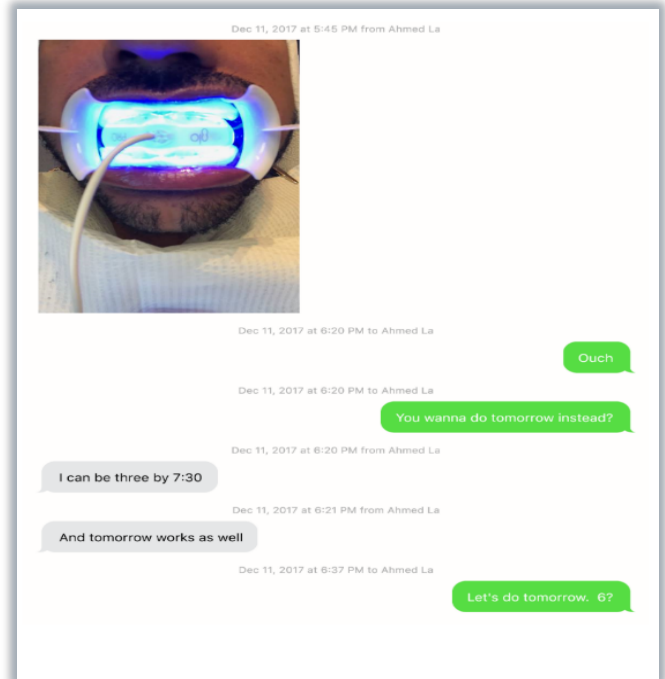 Dec 11, 2017 at 5:45 PM from Ahmed La
glo
Dec 11, 2017 at 6:20 PM to Ahmed La
Ouch
Dec 11, 2017 at 6:20 PM to Ahmed La
You wanna do tomorrow instead?
Dec 11, 2017 at 6:20 PM from Ahmed La
I can be three by 7:30
Dec 11, 2017 at 6:21 PM from Ahmed La
And tomorrow works as well
Dec 11, 2017 at 6:37 PM to Ahmed La
Let's do tomorrow. 6?